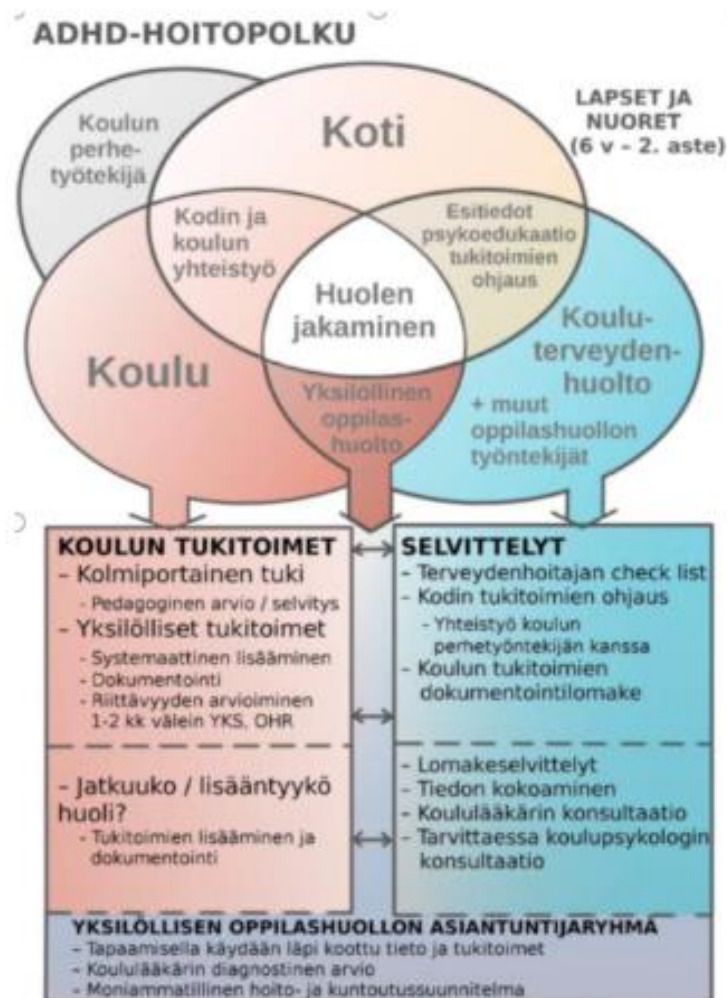 ADHD-HOITOPOLKU
LAPSET JA
NUORET
(6 v – 2. aste)
Koulun
perhe-
työtekijä
Koti
Kodin ja
koulun
yhteistyö
Esitiedot
psykoedukaatio
tukitoimien
ohjaus
Huolen
jakaminen
Koulu
Koulu-
terveyden-
huolto
+ muut
oppilashuollon
työntekijät
Yksilöllinen
oppilas-
huolto
KOULUN TUKITOIMET
– Kolmiportainen tuki
- Pedagoginen arvio / selvitys
– Yksilölliset tukitoimet
- Systemaattinen lisääminen
- Dokumentointi
- Riittävyyden arvioiminen
1-2 kk välein YKS, OHR
– Jatkuuko / lisääntyykö
huoli?
- Tukitoimien lisääminen ja
dokumentointi
SELVITTELYT
– Terveydenhoitajan check list
– Kodin tukitoimien ohjaus
- Yhteistyö koulun
perhetyöntekijän kanssa
– Koulun tukitoimien
dokumentointilomake
– Lomakeselvittelyt
– Tiedon kokoaminen
– Koululääkärin konsultaatio
– Tarvittaessa koulupsykologin
konsultaatio
YKSILÖLLISEN OPPILASHUOLLON ASIANTUNTIJARYHMÄ
– Tapaamisella käydään läpi koottu tieto ja tukitoimet
– Koululääkärin diagnostinen arvio
– Moniammatillinen hoito- ja kuntoutussuunnitelma